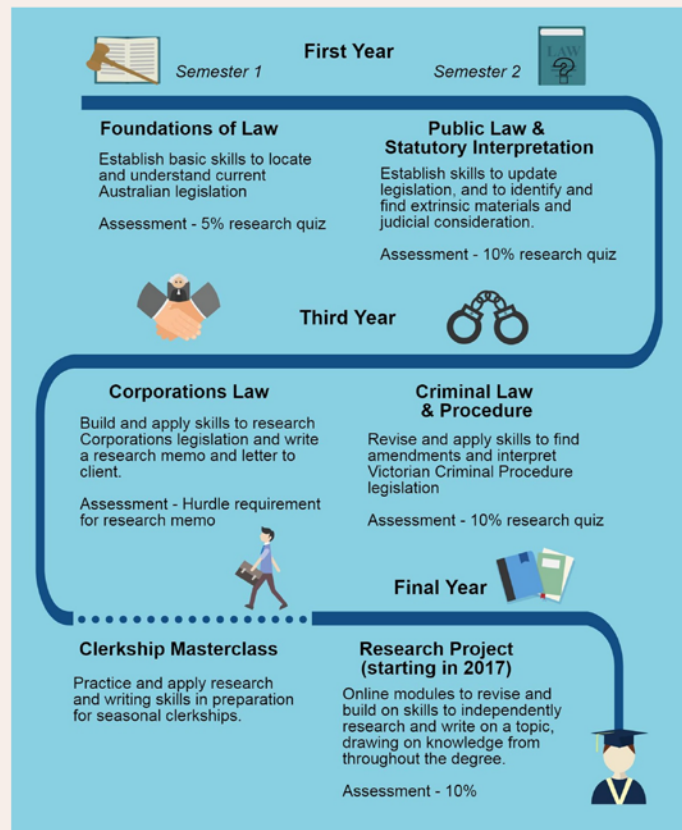 First Year
Semester 1
Semester 2
LAW
Foundations of Law
Establish basic skills to locate
and understand current
Australian legislation
Assessment - 5% research quiz
Public Law &
Statutory Interpretation
Establish skills to update
legislation, and to identify and
find extrinsic materials and
judicial consideration.
Assessment - 10% research quiz
Third Year
Corporations Law
Build and apply skills to research
Corporations legislation and write
a research memo and letter to
client.
Assessment - Hurdle requirement
for research memo
Criminal Law
& Procedure
Revise and apply skills to find
amendments and interpret
Victorian Criminal Procedure
legislation
Assessment - 10% research quiz
Final Year
Clerkship Masterclass
Practice and apply research
and writing skills in preparation
for seasonal clerkships.
Research Project
(starting in 2017)
Online modules to revise and
build on skills to independently
research and write on a topic,
drawing on knowledge from
throughout the degree.
Assessment - 10%